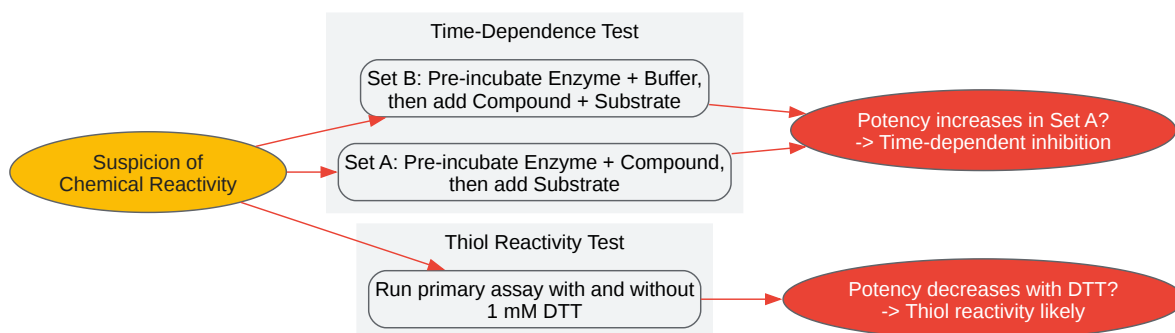 Time-Dependence Test
Set B: Pre-incubate Enzyme + Buffer,
then add Compound + Substrate
Potency increases in Set A?
-> Time-dependent inhibition
Suspicion of
Chemical Reactivity
Set A: Pre-incubate Enzyme + Compound,
then add Substrate
Thiol Reactivity Test
Run primary assay with and without
1 mM DTT
Potency decreases with DTT?
-> Thiol reactivity likely